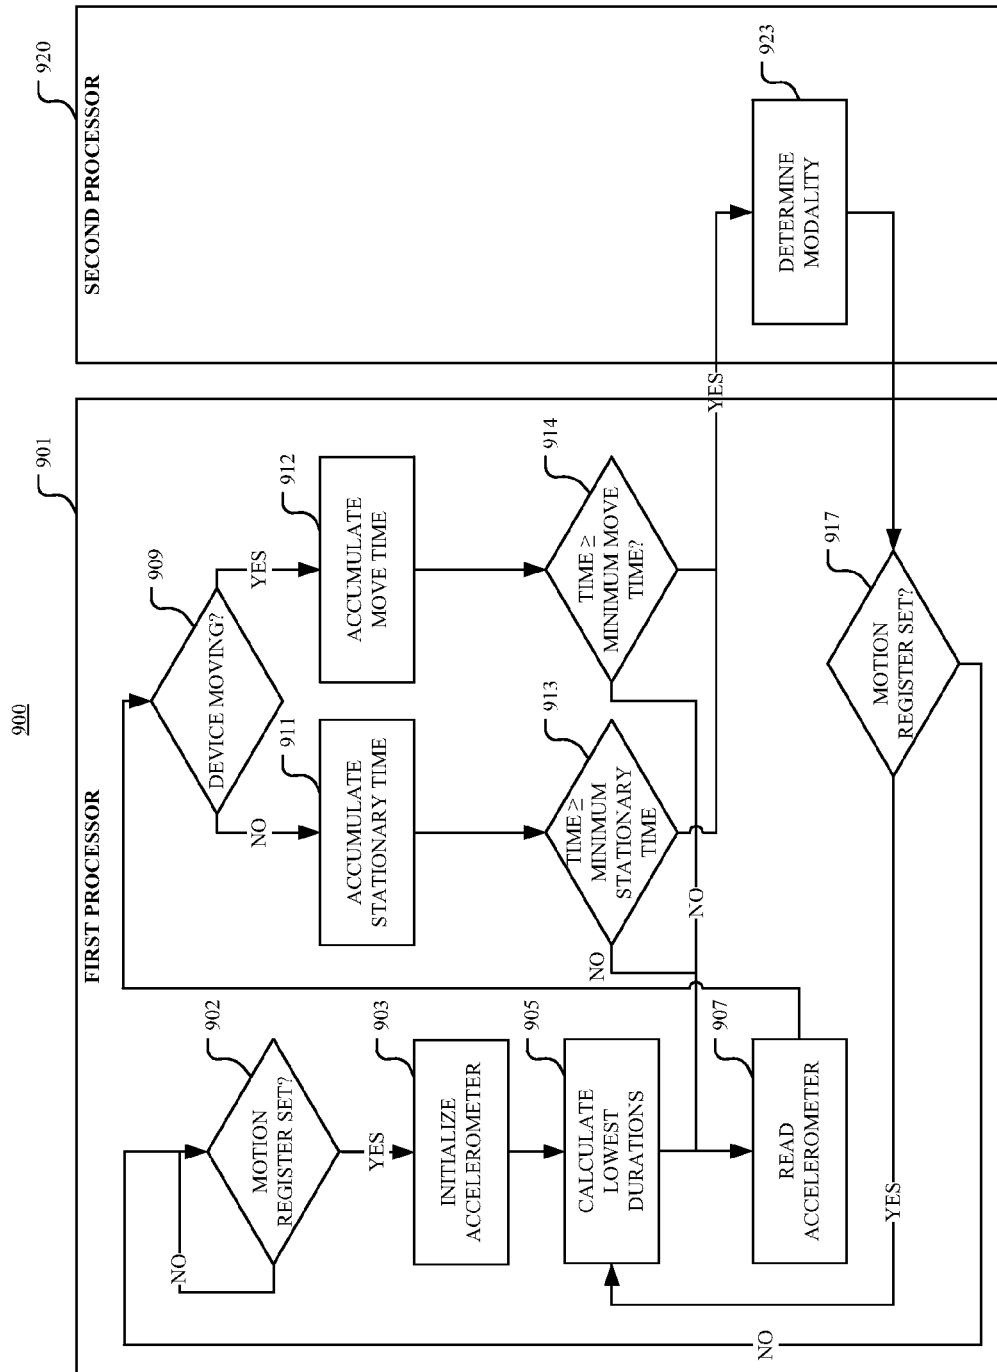 900
FIRST PROCESSOR
901
902
MOTION
REGISTER SET?
NO
YES
903
INITIALIZE
ACCELEROMETER
905
CALCULATE
LOWEST
DURATIONS
907
READ
ACCELEROMETER
909
DEVICE MOVING?
NO
YES
911
ACCUMULATE
STATIONARY TIME
912
ACCUMULATE
MOVE TIME
913
TIME ≥
MINIMUM
STATIONARY
TIME
NO
914
TIME ≥
MINIMUM MOVE
TIME?
NO
YES
917
MOTION
REGISTER SET?
YES
NO
SECOND PROCESSOR
920
923
DETERMINE
MODALITY